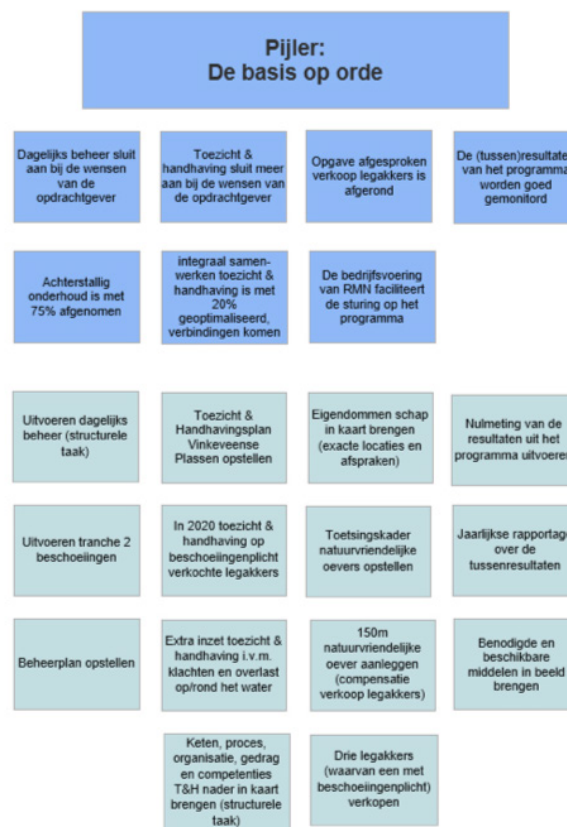 Pijler:
De basis op orde
Dagelijks beheer sluit
aan bij de wensen
van de
opdrachtgever
Toezicht &
handhaving sluit meer
aan bij de wensen van
de opdrachtgever
Opgave afgesproken
verkoop legakkers is
afgerond
De (tussen)resultate
van het programma
worden goed
gemonitord
Achterstallig
onderhoud is met
75% afgenomen
integraal samen-
werken toezicht &
handhaving is met
20%
geoptimaliseerd,
verbindingen komen
De bedrijfsvoering
van RMN faciliteert
de sturing op het
programma
Uitvoeren dagelijks
beheer (structurele
taak)
Toezicht &
Handhavingsplan
Vinkeveense
Plassen opstellen
Eigendommen schap
in kaart brengen
(exacte locaties en
afspraken)
Nulmeting van de
resultaten uit het
programma uitvoeren
Uitvoeren tranche 2
beschoeiingen
In 2020 toezicht &
handhaving op
beschoeiingenplicht
verkochte legakkers
Toetsingskader
natuurvriendelijke
oevers opstellen
Jaarlijkse rapportage
over de
tussenresultaten
Beheerplan opstellen
Extra inzet toezicht &
handhaving i.v.m.
klachten en overlast
op/rond het water
150m
natuurvriendelijke
oever aanleggen
(compensatie
verkoop legakkers)
Benodigde en
beschikbare
middelen in beeld
brengen
Keten, proces,
organisatie, gedrag
en competenties
T&H nader in kaart
brengen (structurele
taak)
Drie legakkers
(waarvan een met
beschoeiingenplicht)
verkopen